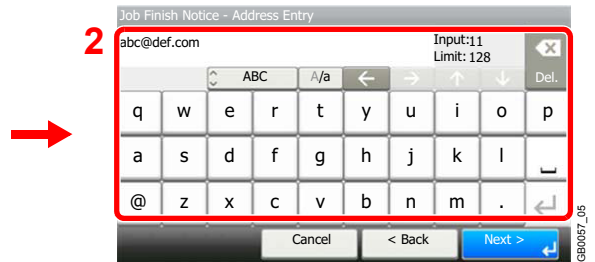 Job Finish Notice - Address Entry
2
abc@def.com
Input:11
Limit: 128
ABC A/a ← → ↑ ↓ Del.
q w e r t y u i o p
a s d f g h j k l
@ z x c v b n m .
Cancel < Back Next >
GB0057_05